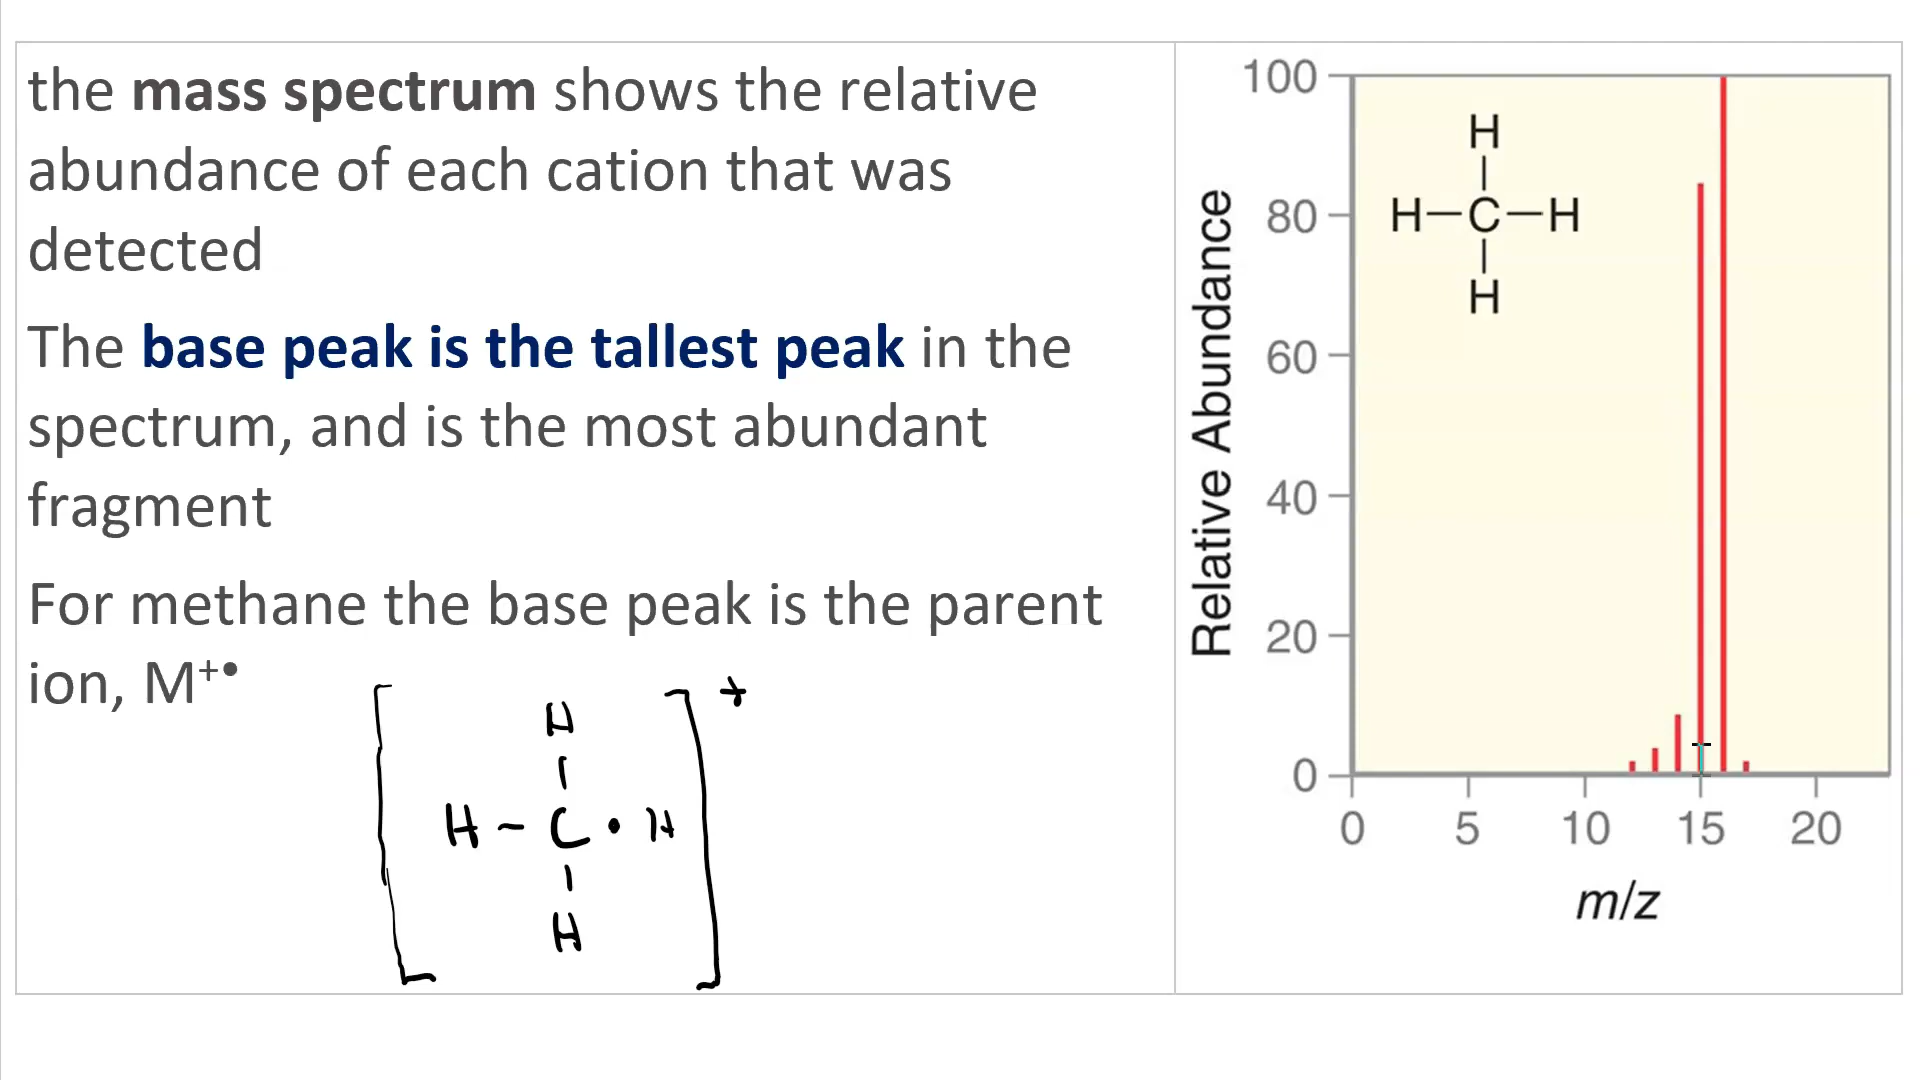 the mass spectrum shows the relative
abundance of each cation that was
detected
The base peak is the tallest peak in the
spectrum, and is the most abundant
fragment
For methane the base peak is the parent
ion, M⁺•
+
H
H - C • H
H
100
80
60
40
20
0
Relative Abundance
H
H-C-H
H
0 5 10 15 20
m/z